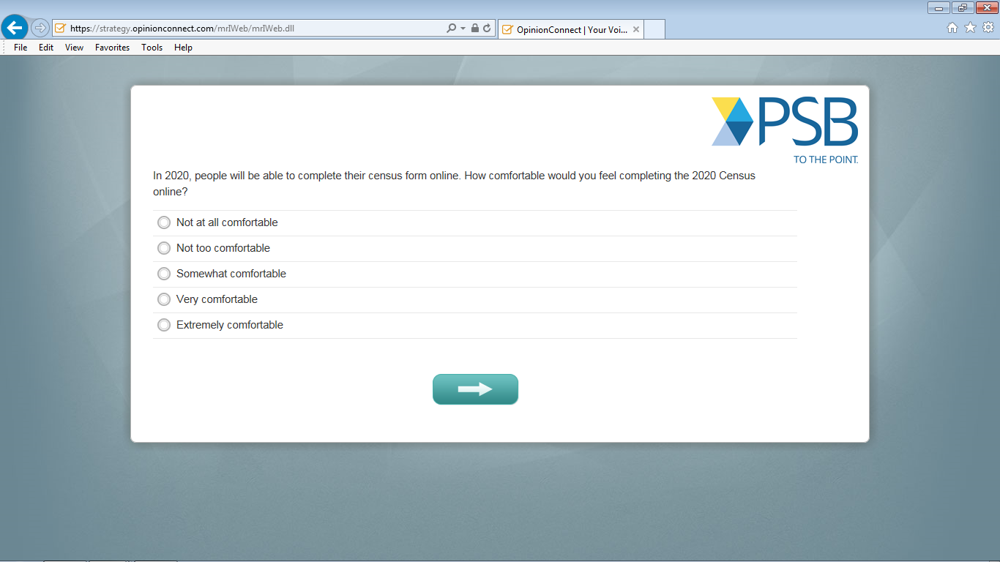 https://strategy.opinionconnect.com/mrIWeb/mrIWeb.dll
OpinionConnect | Your Voi...
File Edit View Favorites Tools Help
PSB
TO THE POINT.
In 2020, people will be able to complete their census form online. How comfortable would you feel completing the 2020 Census
online?
Not at all comfortable
Not too comfortable
Somewhat comfortable
Very comfortable
Extremely comfortable